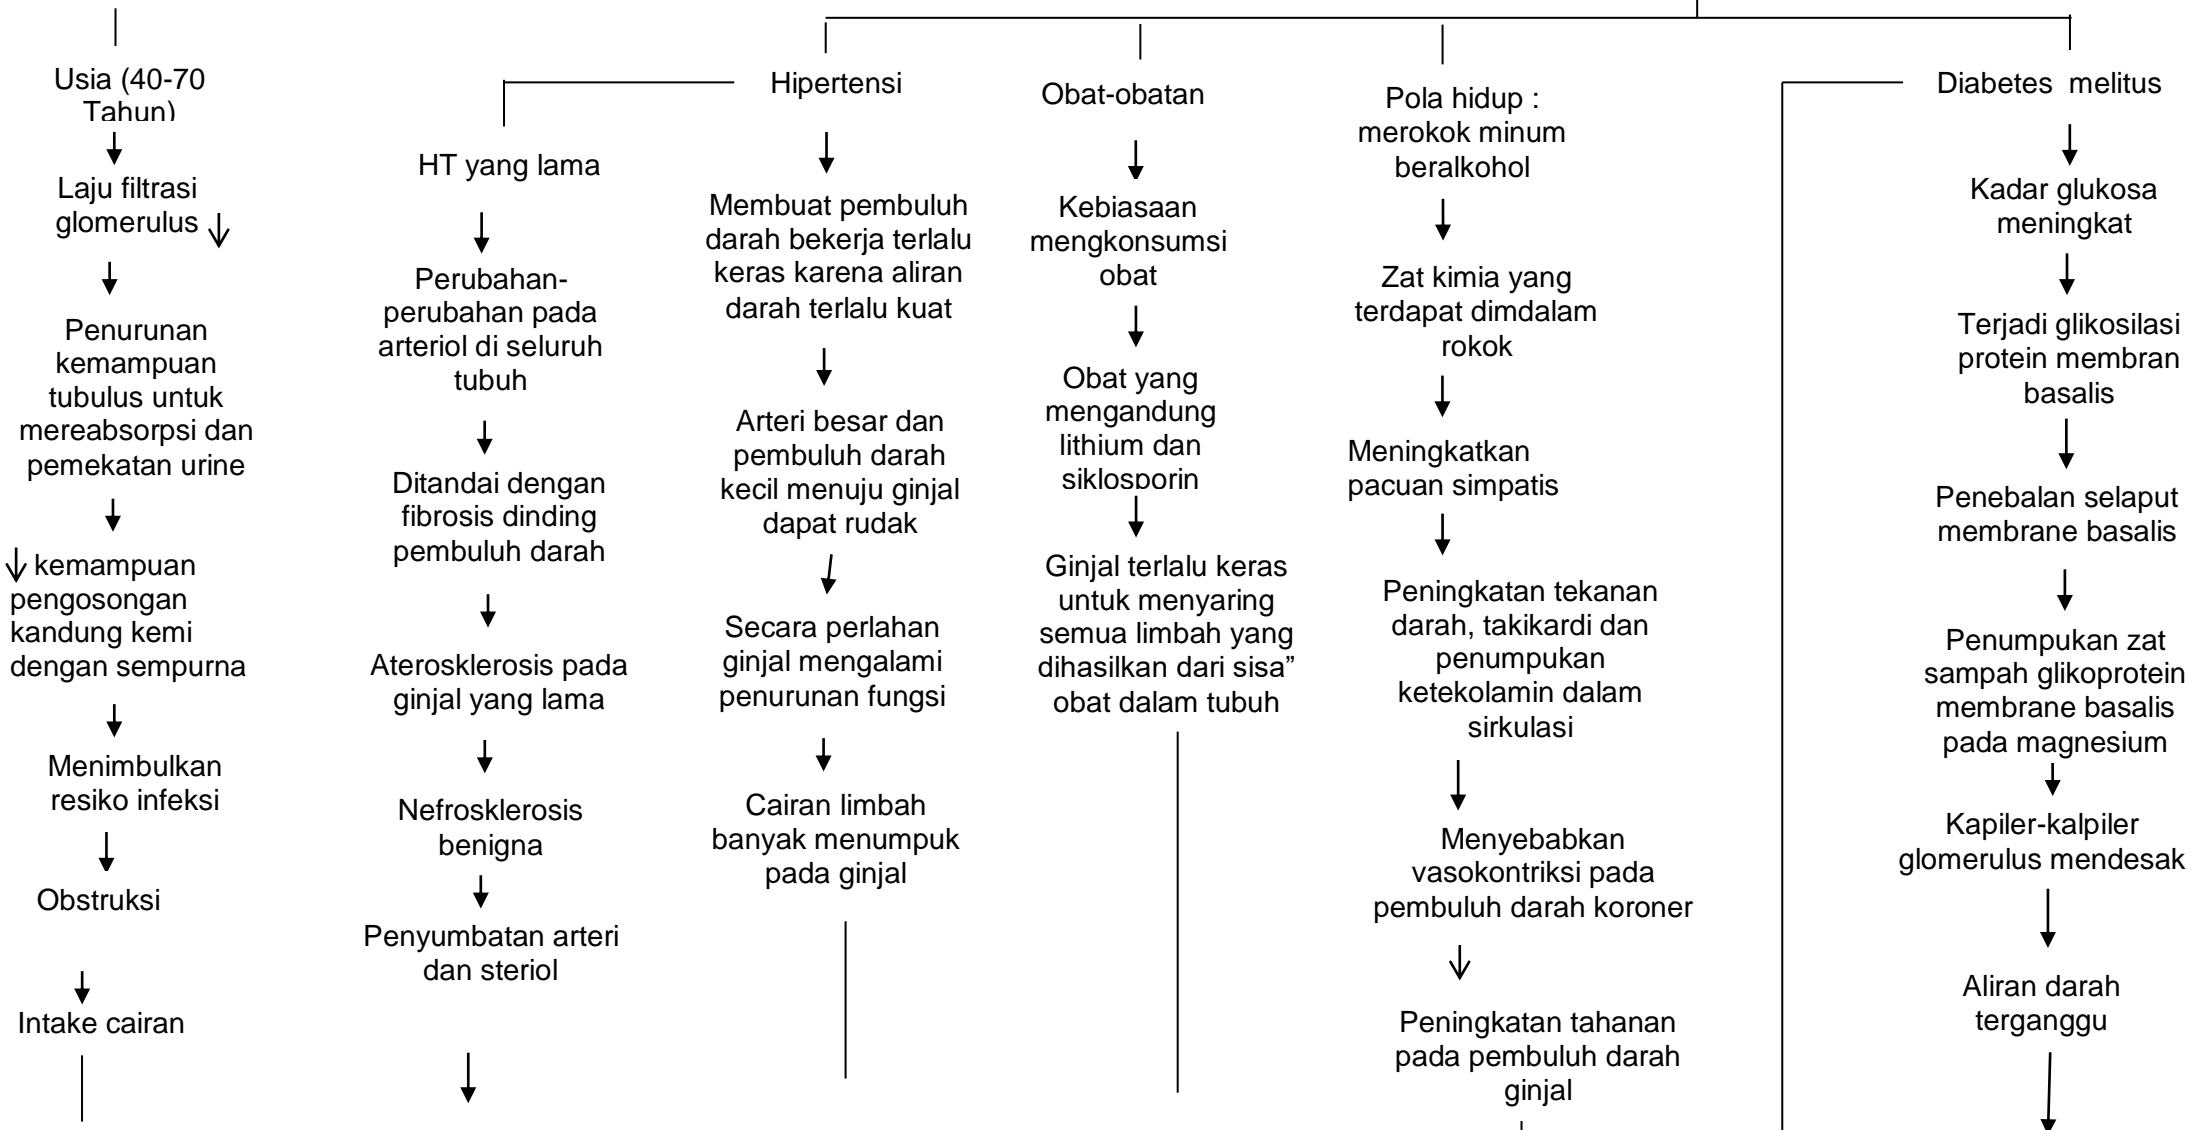 Usia (40-70
Tahun)
Laju filtrasi
glomerulus
Penurunan
kemampuan
tubulus untuk
mereabsorpsi dan
pemekatan urine
kemampuan
pengosongan
kandung kemi
dengan sempurna
Menimbulkan
resiko infeksi
Obstruksi
Intake cairan
HT yang lama
Perubahan-
perubahan pada
arteriol di seluruh
tubuh
Ditandai dengan
fibrosis dinding
pembuluh darah
Aterosklerosis pada
ginjal yang lama
Nefrosklerosis
benigna
Penyumbatan arteri
dan steriol
Hipertensi
Membuat pembuluh
darah bekerja terlalu
keras karena aliran
darah terlalu kuat
Arteri besar dan
pembuluh darah
kecil menuju ginjal
dapat rudak
Secara perlahan
ginjal mengalami
penurunan fungsi
Cairan limbah
banyak menumpuk
pada ginjal
Obat-obatan
Kebiasaan
mengkonsumsi
obat
Obat yang
mengandung
lithium dan
siklosporin
Ginjal terlalu keras
untuk menyaring
semua limbah yang
dihasilkan dari sisa”
obat dalam tubuh
Pola hidup :
merokok minum
beralkohol
Zat kimia yang
terdapat dimdalam
rokok
Meningkatkan
pacuan simpatis
Peningkatan tekanan
darah, takikardi dan
penumpukan
ketekolamin dalam
sirkulasi
Menyebabkan
vasokontriksi pada
pembuluh darah koroner
Peningkatan tahanan
pada pembuluh darah
ginjal
Diabetes melitus
Kadar glukosa
meningkat
Terjadi glikosilasi
protein membran
basalis
Penebalan selaput
membrane basalis
Penumpukan zat
sampah glikoprotein
membrane basalis
pada magnesium
Kapiler-kalpiler
glomerulus mendesak
Aliran darah
terganggu